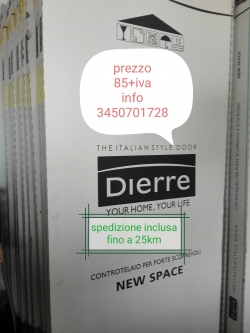 prezzo
85+iva
info
3450701728
THE ITALIAN STYLE DOOR
Dierre
YOUR HOME, YOUR LIFE
spedizione inclusa
fino a 25km
CONTROTELAIO PER PORTE SCORREVOLI
NEW SPACE